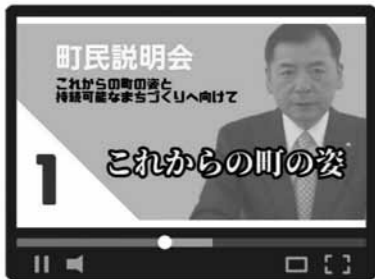 町民説明会
これからの町の姿と
持続可能なまちづくりへ向けて
1
これからの町の姿